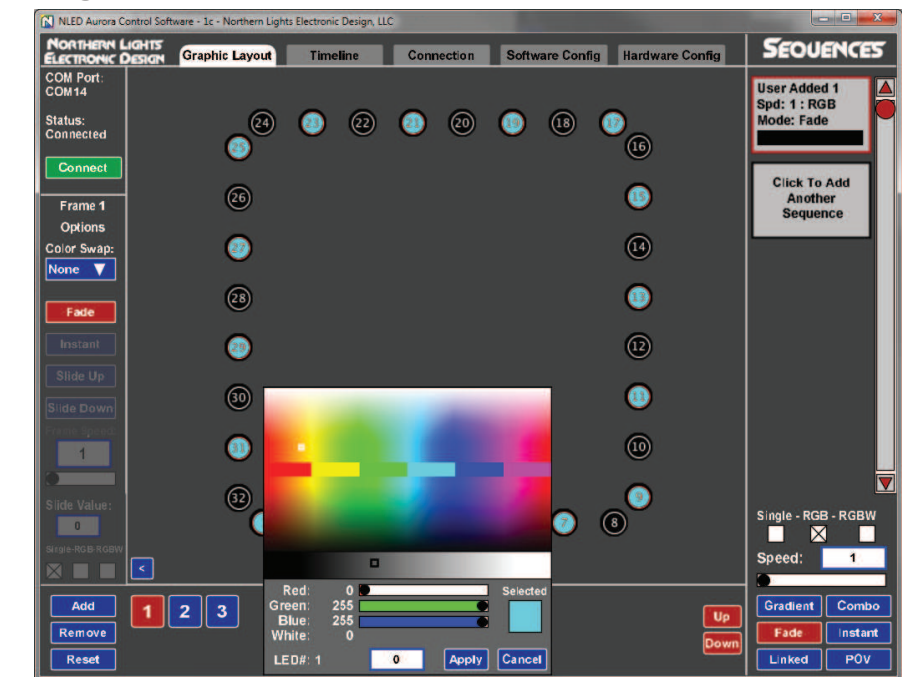 NLED Aurora Control Software - 1c - Northern Lights Electronic Design, LLC
NORTHERN LIGHTS
ELECTRONIC DESIGN
Graphic Layout
Timeline
Connection
Software Config
Hardware Config
SEQUENCES
COM Port:
COM14
Status:
Connected
Connect
Frame 1
Options
Color Swap:
None
Fade
Instant
Slide Up
Slide Down
Frame Speed:
1
Slide Value:
0
Single-RGB-RGBW
<
24
23
22
21
20
19
18
17
25
16
26
15
27
14
28
13
29
12
30
11
31
10
32
9
7
8
User Added 1
Spd: 1 : RGB
Mode: Fade
Click To Add
Another
Sequence
Single - RGB - RGBW
Speed: 1
Red: 0
Green: 255
Blue: 255
White: 0
Selected
LED#: 1 0 Apply Cancel
Add
Remove
Reset
1 2 3
Up
Down
Gradient Combo
Fade Instant
Linked POV